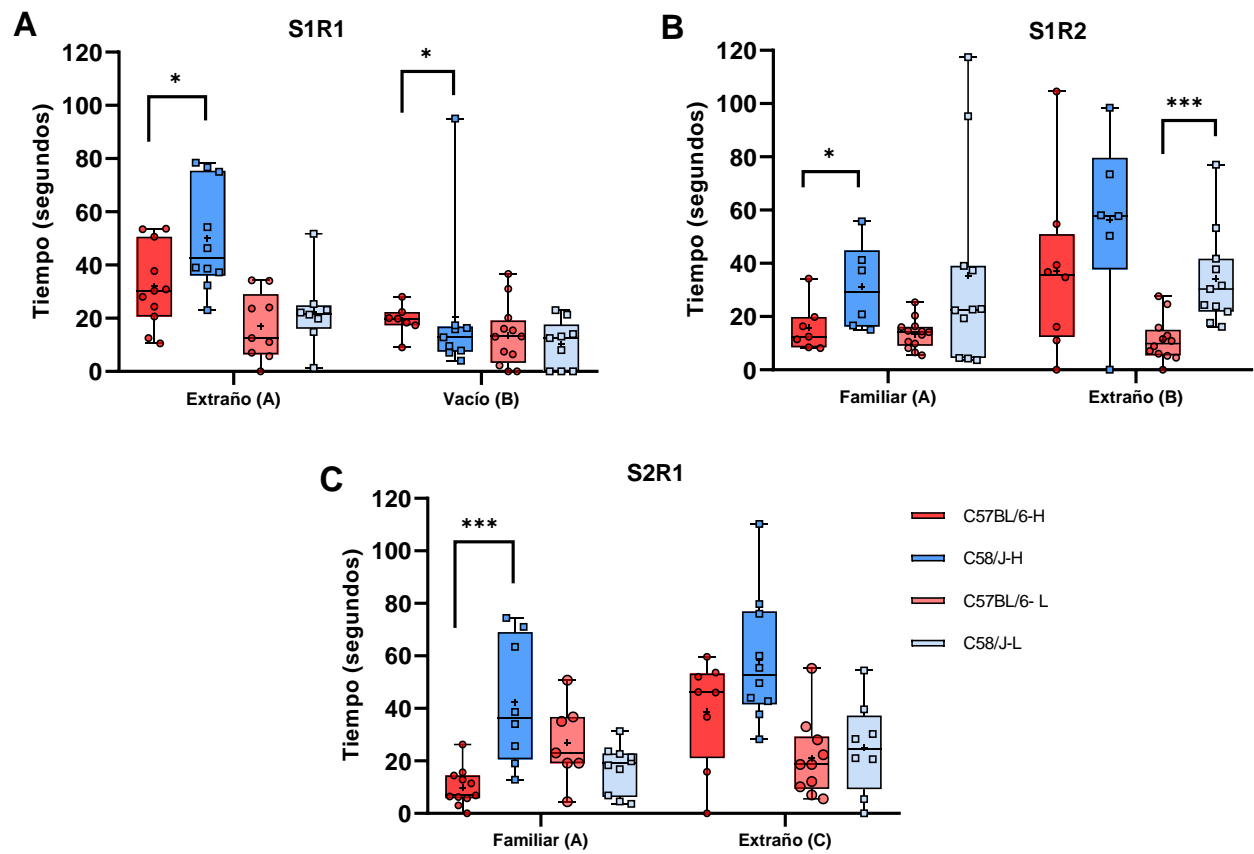 A
S1R1
Tiempo (segundos)
120
100
80
60
40
20
0
*
*
Extraño (A)
Vacío (B)
B
S1R2
Tiempo (segundos)
120
100
80
60
40
20
0
*
***
Familiar (A)
Extraño (B)
C
S2R1
Tiempo (segundos)
120
100
80
60
40
20
0
***
Familiar (A)
Extraño (C)
C57BL/6-H
C58/J-H
C57BL/6- L
C58/J-L